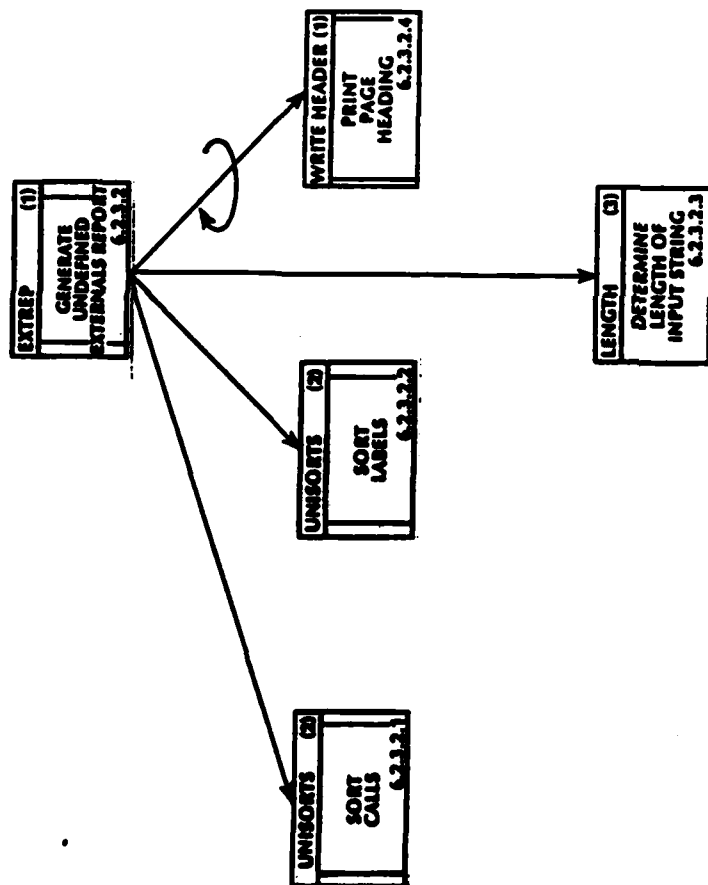 EXTREP (1)
GENERATE
UNDEFINED
EXTERNALS REPORT
6.2.3.2
UNISORTS (2)
SORT
CALLS
6.2.3.2.1
UNISORTS (2)
SORT
LABELS
6.2.3.2.2
LENGTH (3)
DETERMINE
LENGTH OF
INPUT STRING
6.2.3.2.3
WRITE HEADER (1)
PRINT
PAGE
HEADING
6.2.3.2.4